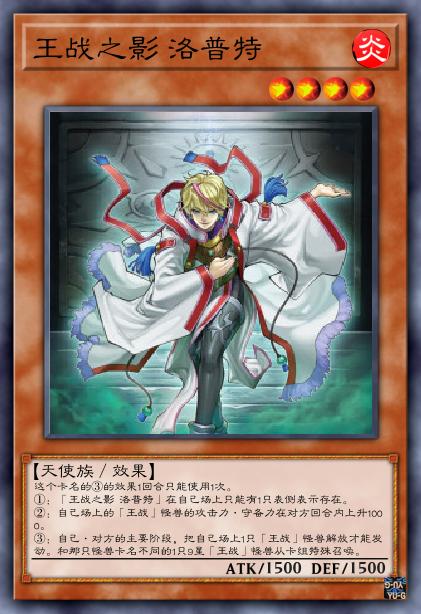 王战之影 洛普特
炎
【天使族／效果】
这个卡名的③的效果1回合只能使用1次。
①：「王战之影 洛普特」在自己场上只能有1只表侧表示存在。
②：自己场上的「王战」怪兽的攻击力·守备力在对方回合内上升100
0。
③：自己·对方的主要阶段，把自己场上1只「王战」怪兽解放才能发
动。和那只怪兽卡名不同的1只9星「王战」怪兽从卡组特殊召唤。
ATK/1500 DEF/1500